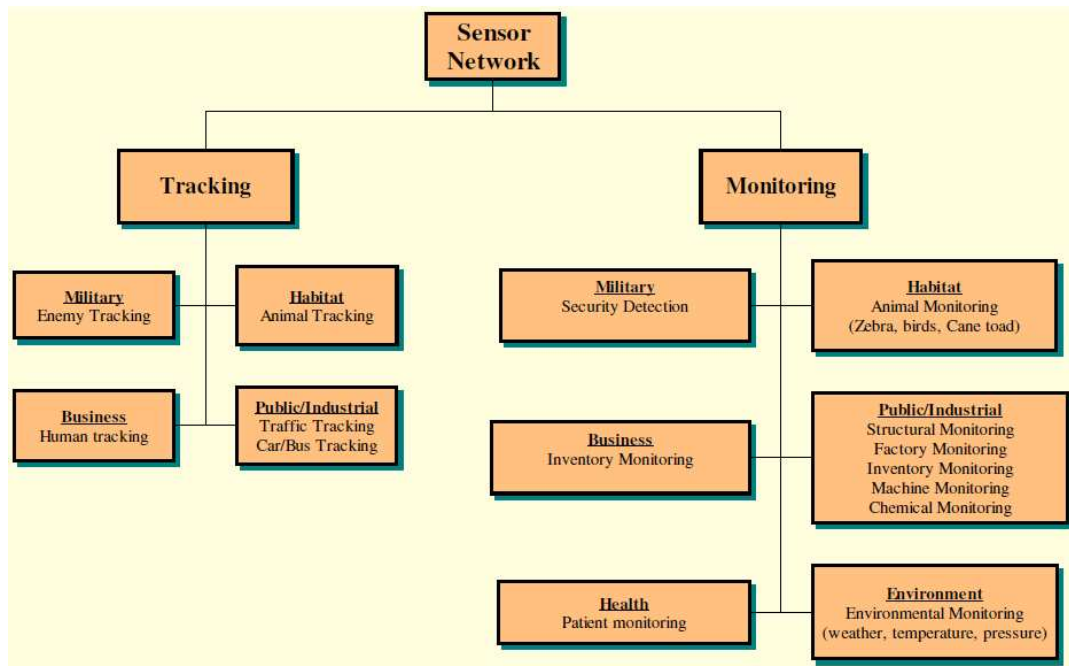 Sensor
Network
Tracking
Monitoring
Military
Enemy Tracking
Habitat
Animal Tracking
Military
Security Detection
Habitat
Animal Monitoring
(Zebra, birds, Cane toad)
Business
Human tracking
Public/Industrial
Traffic Tracking
Car/Bus Tracking
Business
Inventory Monitoring
Public/Industrial
Structural Monitoring
Factory Monitoring
Inventory Monitoring
Machine Monitoring
Chemical Monitoring
Health
Patient monitoring
Environment
Environmental Monitoring
(weather, temperature, pressure)